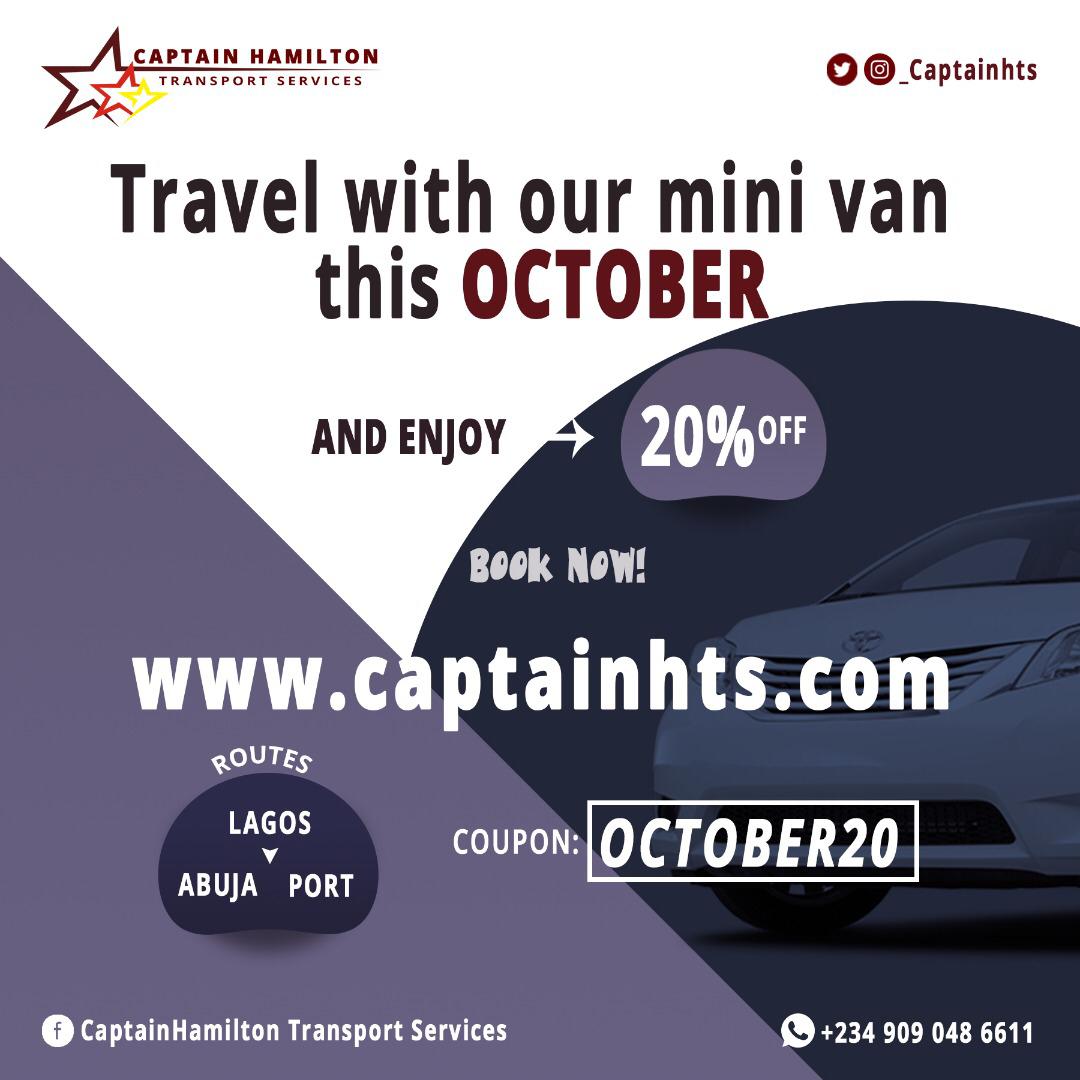 CAPTAIN HAMILTON
TRANSPORT SERVICES
_Captainhts
Travel with our mini van
this OCTOBER
AND ENJOY
20% OFF
Book Now!
www.captainhts.com
ROUTES
LAGOS
ABUJA PORT
COUPON: OCTOBER20
CaptainHamilton Transport Services
+234 909 048 6611